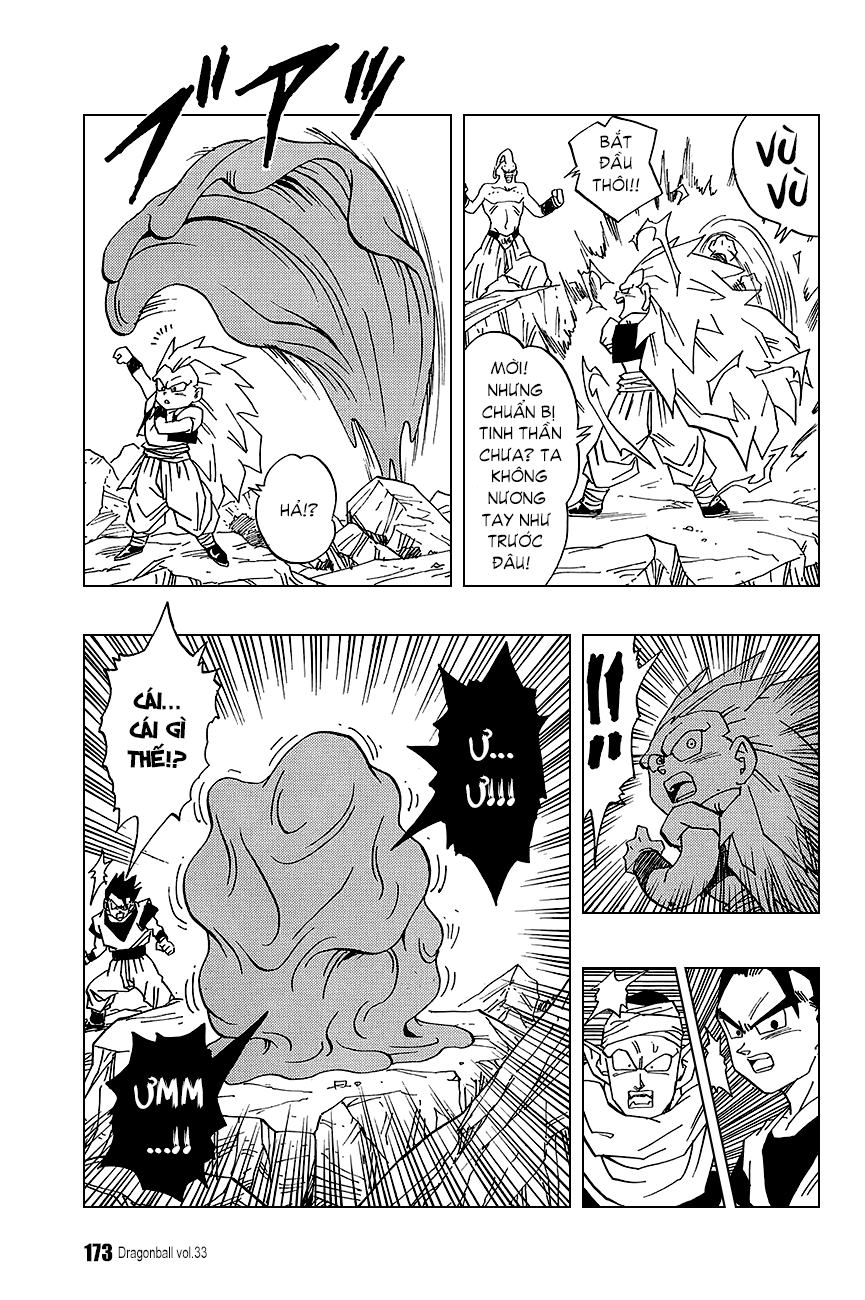 VÙ
VÙ
BẮT
ĐẦU
THÔI!!
MỜI!
NHƯNG
CHUẨN BỊ
TINH THẦN
CHƯA? TA
KHÔNG
NƯƠNG
TAY NHƯ
TRƯỚC
ĐÂU!
ブアッ
HẢ!?
!!
Ư...
Ư!!!
CÁI...
CÁI GÌ
THẾ!?
ƯMM
...!!
173 Dragonball vol.33